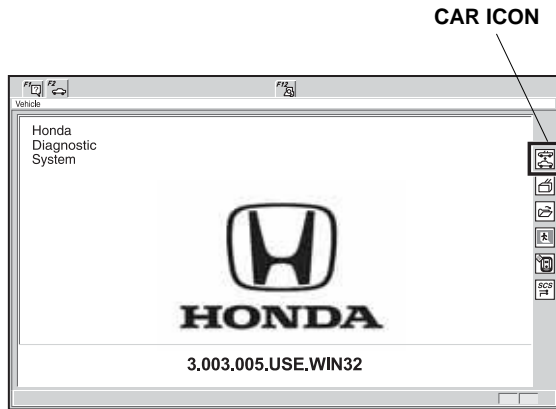 CAR ICON
F1 F2 F12
Vehicle
Honda
Diagnostic
System
SCS
HONDA
3.003.005.USE.WIN32